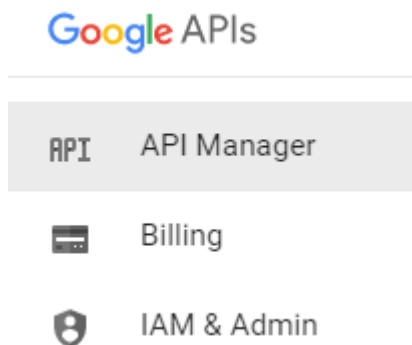 Google APIs
API API Manager
Billing
IAM & Admin